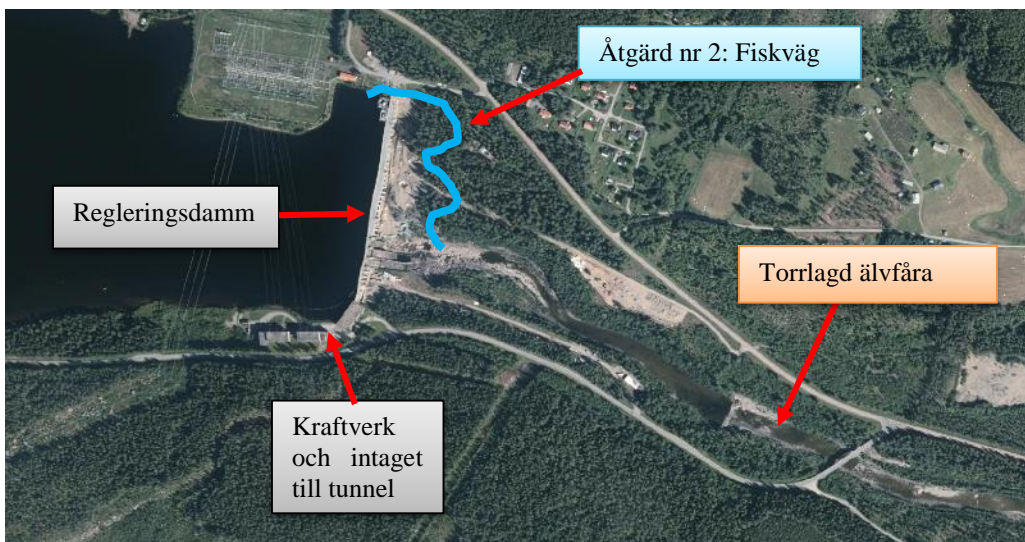 Åtgärd nr 2: Fiskväg
Regleringsdamm
Torrlagd älvfåra
Kraftverk
och intaget
till tunnel